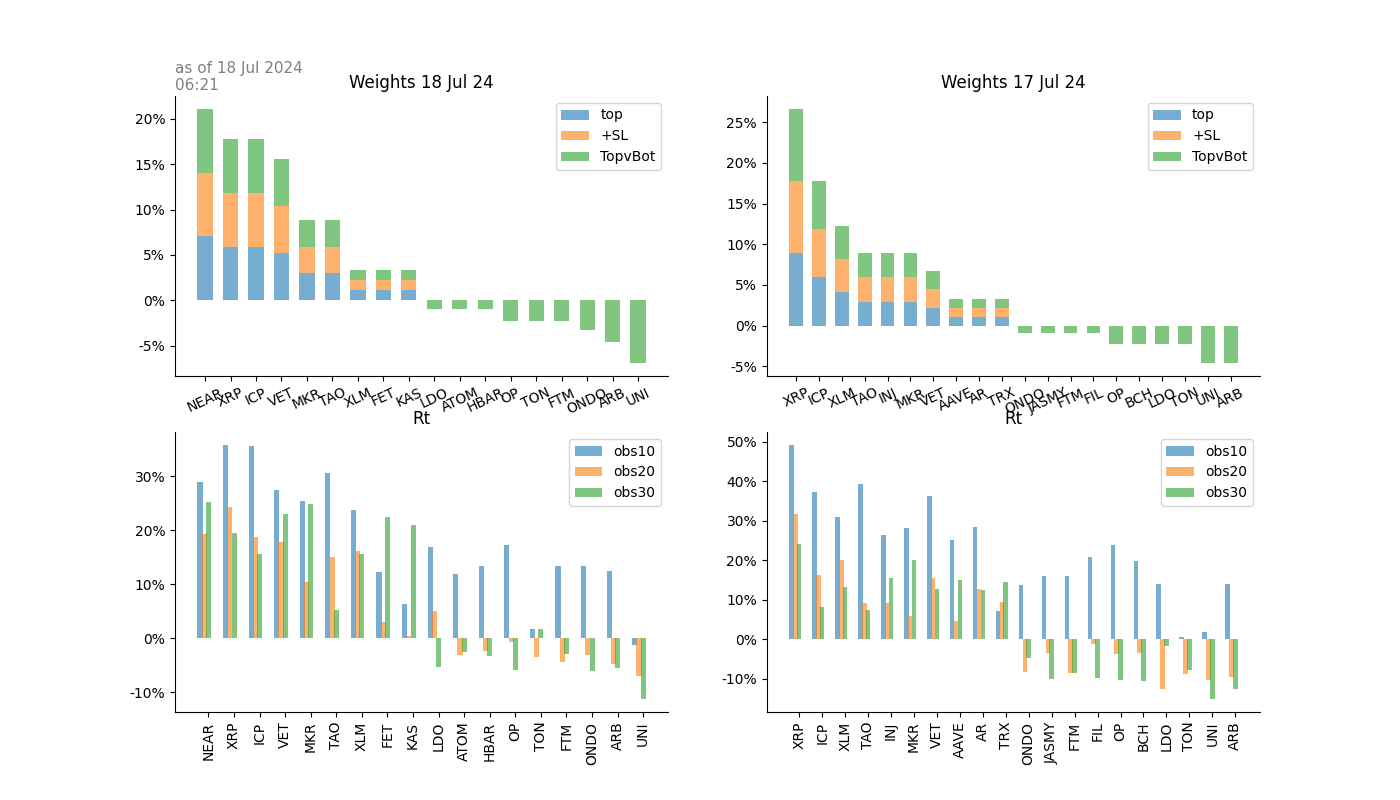 as of 18 Jul 2024
06:21
Weights 18 Jul 24
20%
15%
10%
5%
0%
-5%
top
+SL
TopvBot
NEAR XRP ICP VET MKR TAO XLM FET KAS LDO ATOM HBAR OP TON FTM ONDO ARB UNI
Weights 17 Jul 24
25%
20%
15%
10%
5%
0%
-5%
top
+SL
TopvBot
XRP ICP XLM TAO INJ MKR VET AAVE AR TRX ONDO JASMY FTM FIL OP BCH LDO TON UNI ARB
Rt
30%
20%
10%
0%
-10%
obs10
obs20
obs30
NEAR XRP ICP VET MKR TAO XLM FET KAS LDO ATOM HBAR OP TON FTM ONDO ARB UNI
Rt
50%
40%
30%
20%
10%
0%
-10%
obs10
obs20
obs30
XRP ICP XLM TAO INJ MKR VET AAVE AR TRX ONDO JASMY FTM FIL OP BCH LDO TON UNI ARB